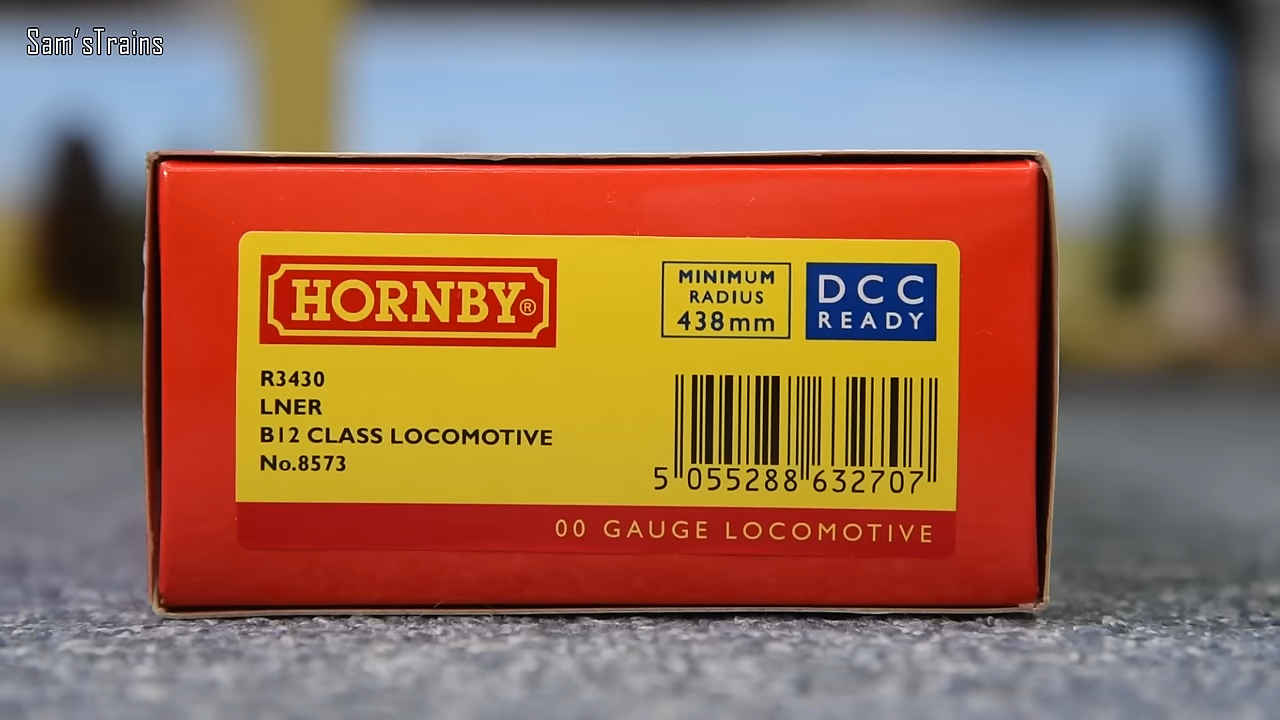 Sam'sTrains
HORNBY®
MINIMUM
RADIUS
438mm
DCC
READY
R3430
LNER
B12 CLASS LOCOMOTIVE
No.8573
5 055288 632707
00 GAUGE LOCOMOTIVE